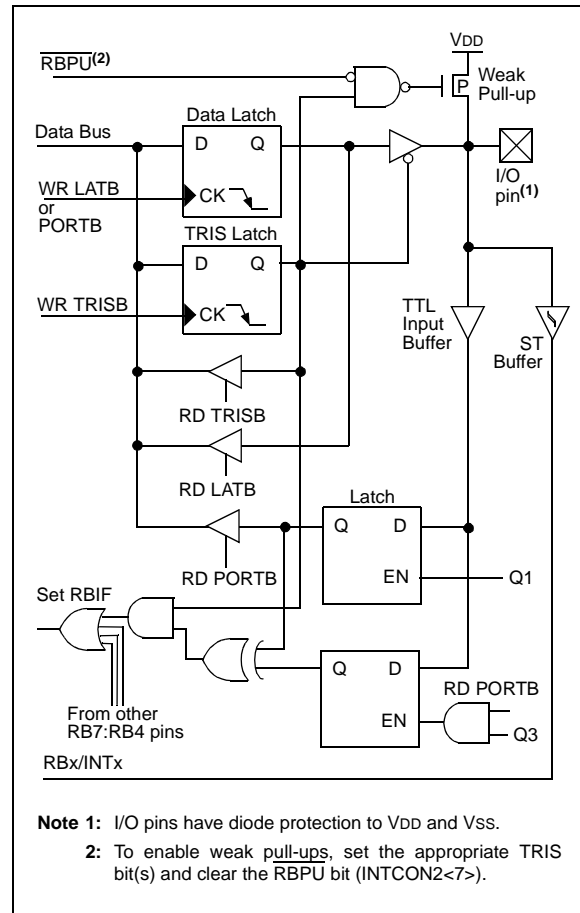 VDD
RBPU(2)
Weak
Pull-up
P
Data Latch
Data Bus
D Q
I/O
pin(1)
WR LATB
or
PORTB
CK
TRIS Latch
D Q
TTL
Input
Buffer
ST
Buffer
WR TRISB
CK
RD TRISB
RD LATB
Latch
Q D
RD PORTB
EN
Q1
Set RBIF
Q D
RD PORTB
EN
Q3
From other
RB7:RB4 pins
RBx/INTx
Note 1: I/O pins have diode protection to VDD and VSS.
2: To enable weak pull-ups, set the appropriate TRIS
bit(s) and clear the RBPU bit (INTCON2<7>).